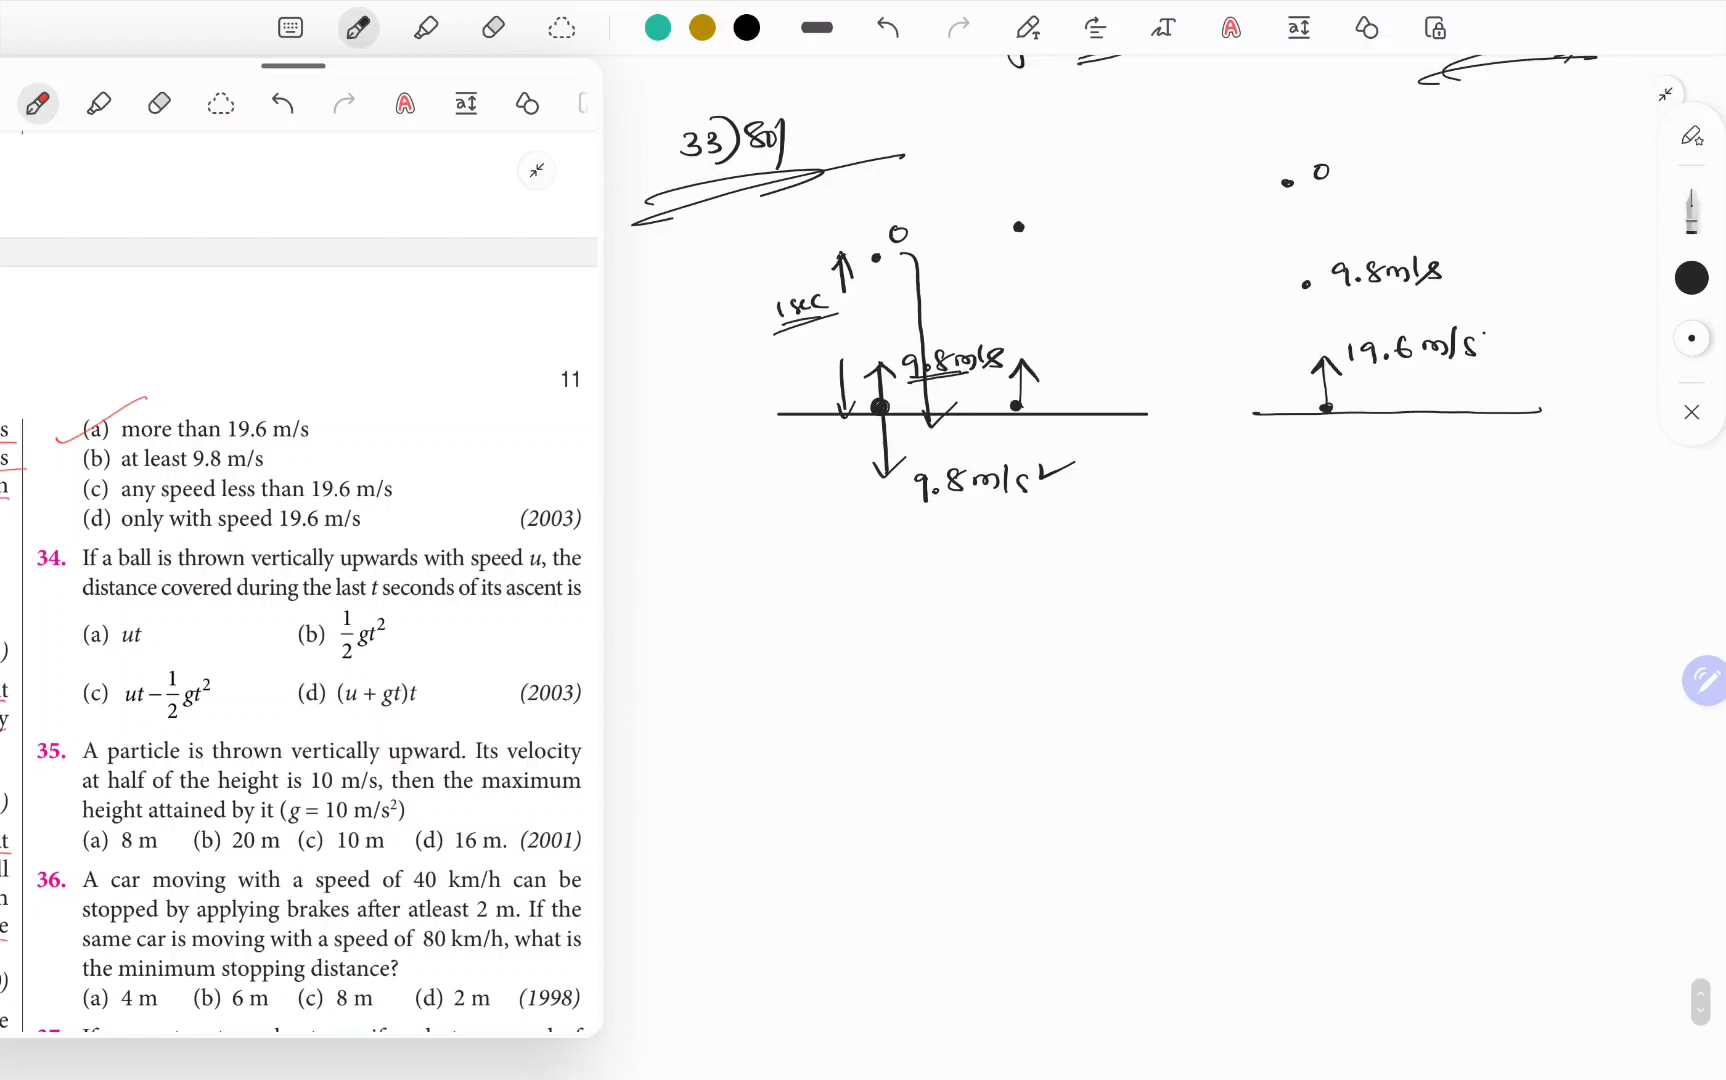 33) Sol
0
0
1 sec
9.8m/s
9.8m/s
19.6 m/s
9.8 m/s
11
s
(a) more than 19.6 m/s
s
(b) at least 9.8 m/s
n
(c) any speed less than 19.6 m/s
(d) only with speed 19.6 m/s (2003)
34. If a ball is thrown vertically upwards with speed u, the
distance covered during the last t seconds of its ascent is
(a) ut (b) 1/2 gt²
(c) ut – 1/2 gt² (d) (u + gt)t (2003)
35. A particle is thrown vertically upward. Its velocity
at half of the height is 10 m/s, then the maximum
height attained by it (g = 10 m/s²)
(a) 8 m (b) 20 m (c) 10 m (d) 16 m. (2001)
36. A car moving with a speed of 40 km/h can be
stopped by applying brakes after atleast 2 m. If the
same car is moving with a speed of 80 km/h, what is
the minimum stopping distance?
(a) 4 m (b) 6 m (c) 8 m (d) 2 m (1998)